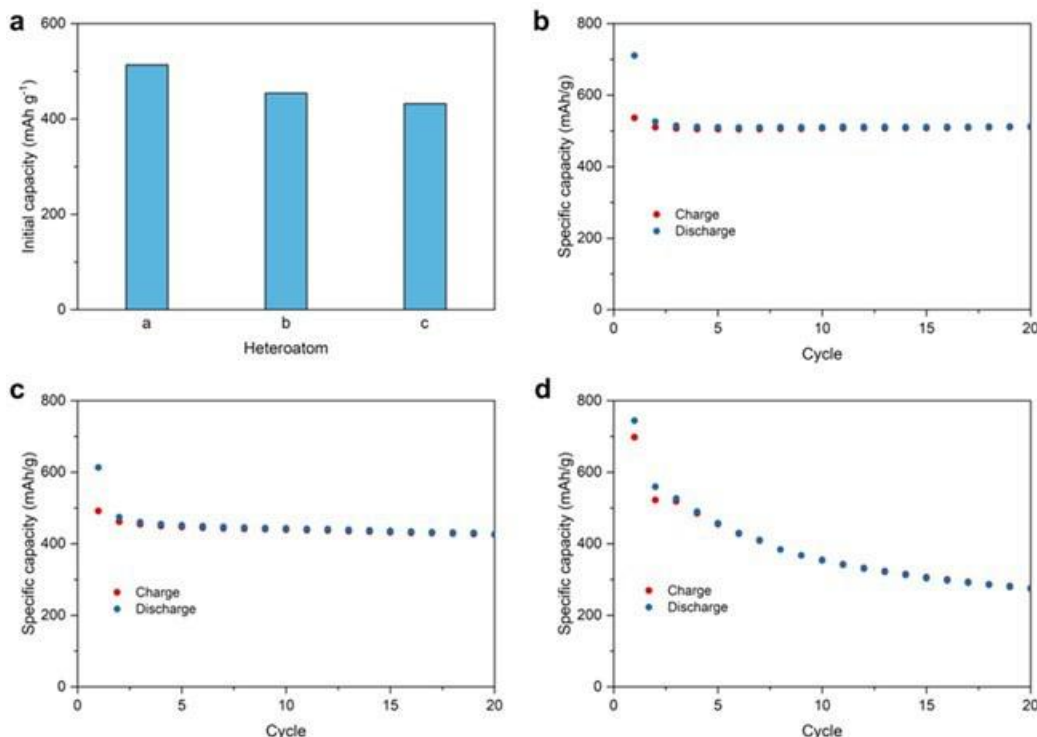 a
600
400
200
0
Initial capacity (mAh g⁻¹)
a b c
Heteroatom
b
800
600
400
200
0
Specific capacity (mAh/g)
Charge
Discharge
0 5 10 15 20
Cycle
c
800
600
400
200
0
Specific capacity (mAh/g)
Charge
Discharge
0 5 10 15 20
Cycle
d
800
600
400
200
0
Specific capacity (mAh/g)
Charge
Discharge
0 5 10 15 20
Cycle